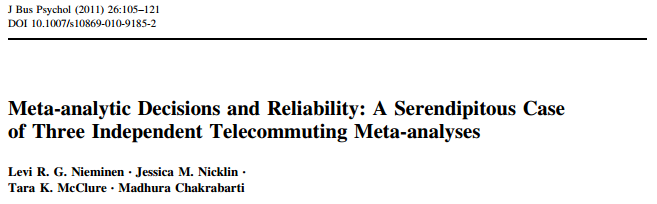 J Bus Psychol (2011) 26:105–121
DOI 10.1007/s10869-010-9185-2
Meta-analytic Decisions and Reliability: A Serendipitous Case
of Three Independent Telecommuting Meta-analyses
Levi R. G. Nieminen · Jessica M. Nicklin ·
Tara K. McClure · Madhura Chakrabarti